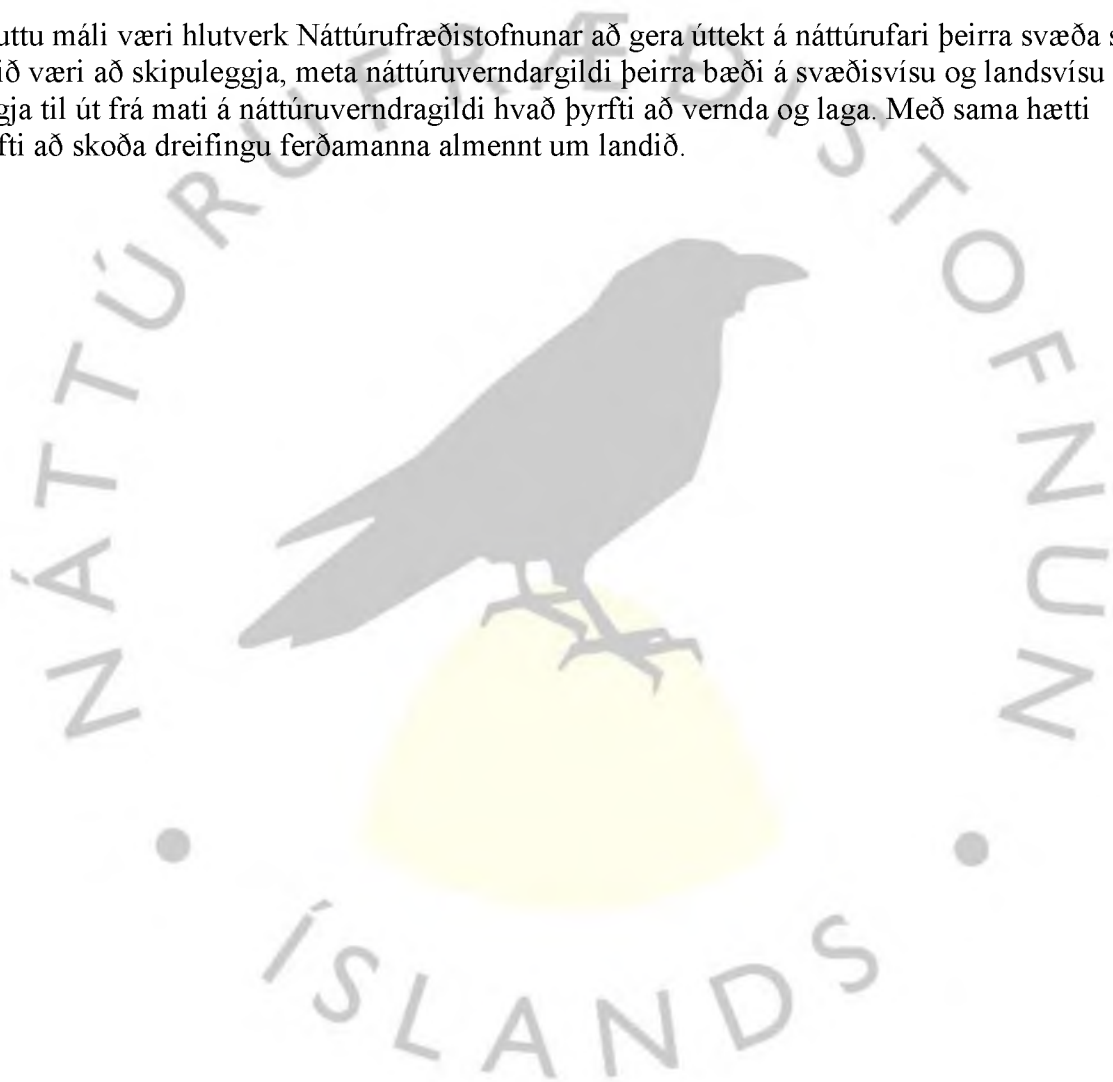 uttu máli væri hlutverk Náttúrufræðistofnunar að gera úttekt á náttúrufari þeirra svæða s
ið væri að skipuleggja, meta náttúruverndargildi þeirra bæði á svæðisvísu og landsvísu
gja til út frá mati á náttúruverndragildi hvað þyrfti að vernda og laga. Með sama hætti
fti að skoða dreifingu ferðamanna almennt um landið.
NÁTTÚRUFRÆÐISTOFNUN
ÍSLANDS